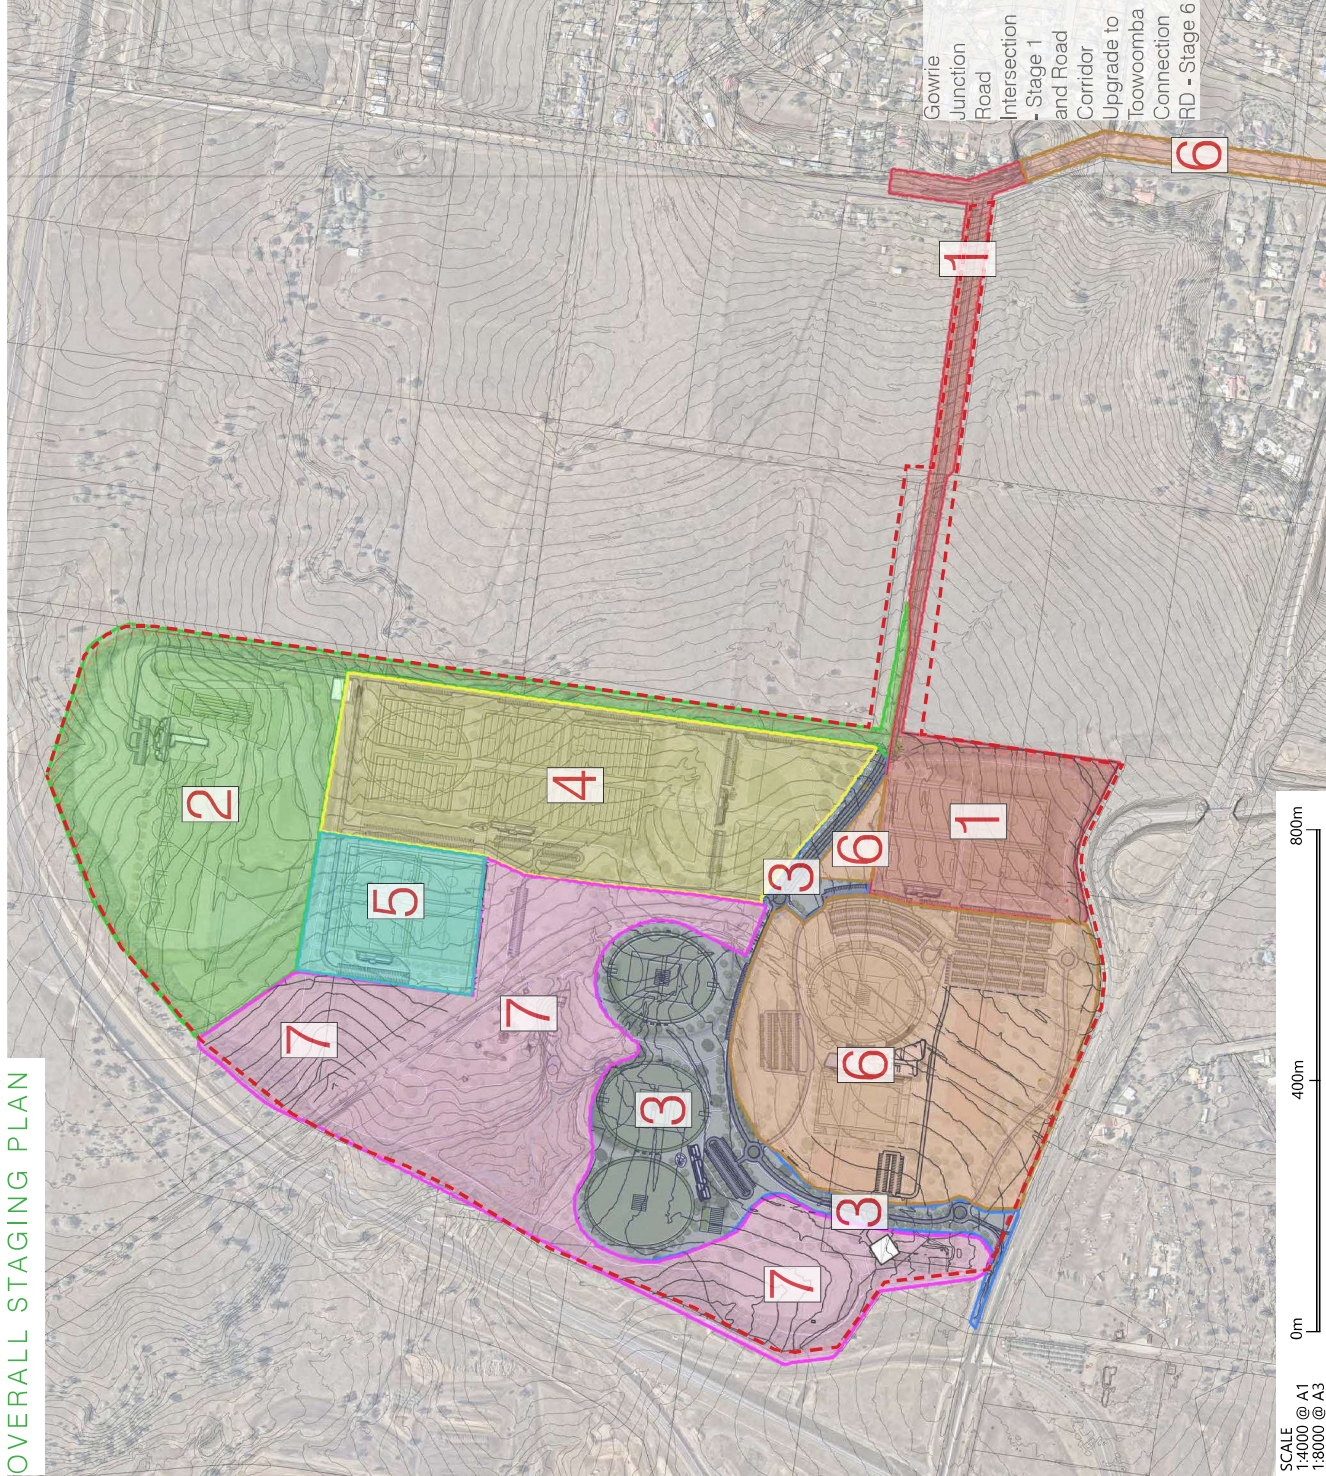 OVERALL STAGING PLAN
2
4
5
7
7
3
3
6
1
6
3
7
1
6
Gowrie
Junction
Road
Intersection
- Stage 1
and Road
Corridor
Upgrade to
Toowoomba
Connection
RD - Stage 6
0m 400m 800m
SCALE
1:4000 @ A1
1:8000 @ A3